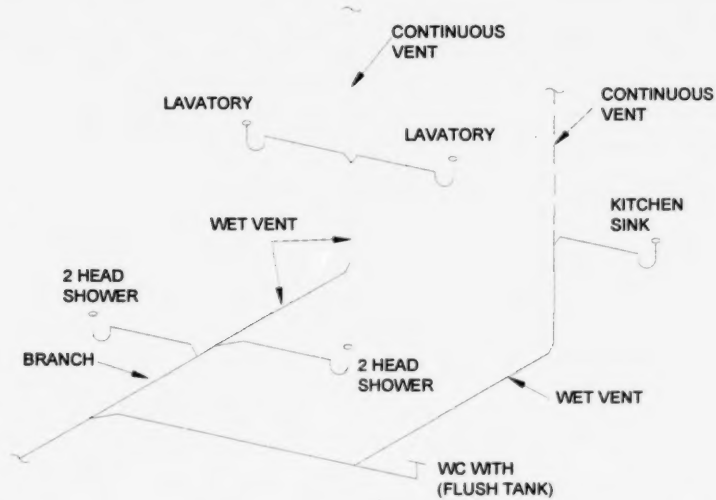 CONTINUOUS
VENT
LAVATORY
CONTINUOUS
VENT
LAVATORY
KITCHEN
SINK
WET VENT
2 HEAD
SHOWER
BRANCH
2 HEAD
SHOWER
WET VENT
WC WITH
(FLUSH TANK)